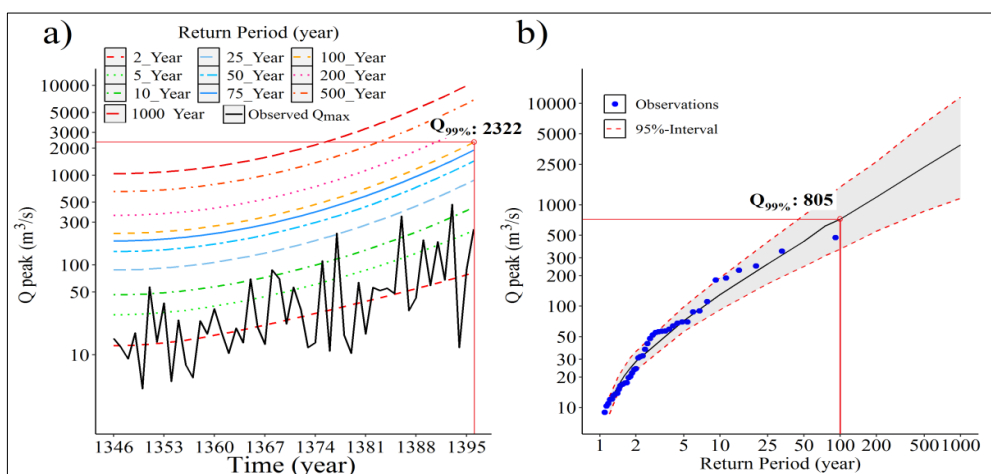 a)
Return Period (year)
2_Year 25_Year 100_Year
5_Year 50_Year 200_Year
10_Year 75_Year 500_Year
1000 Year Observed Qmax
Q peak (m³/s)
10000
5000
3000
2000
1000
500
300
100
50
10
Q99%: 2322
1346 1353 1360 1367 1374 1381 1388 1395
Time (year)
b)
Observations
95%-Interval
Q peak (m³/s)
10000
5000
2500
1000
500
300
200
100
50
30
20
10
Q99%: 805
1 2 5 10 25 50 100 200 500 1000
Return Period (year)